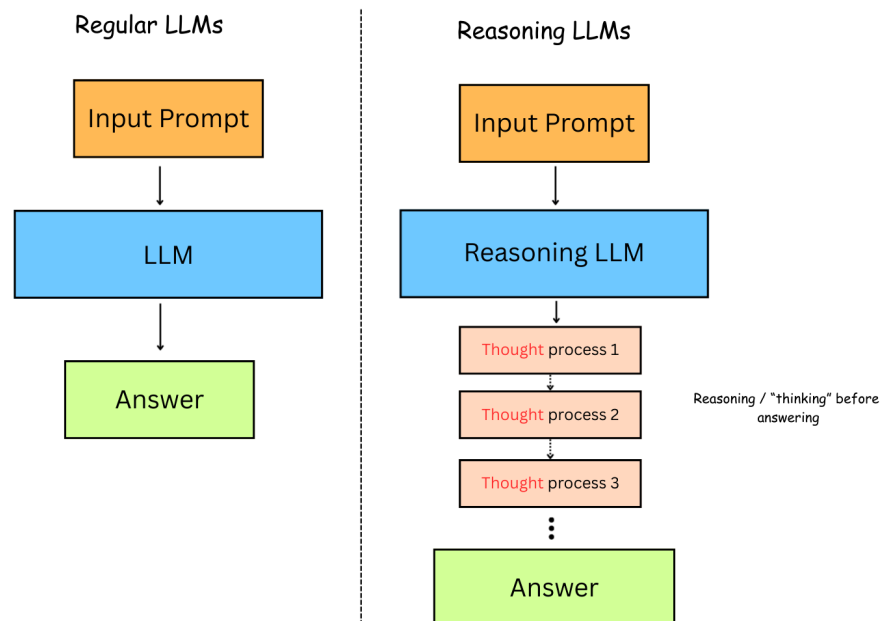 Regular LLMs
Input Prompt
LLM
Answer
Reasoning LLMs
Input Prompt
Reasoning LLM
Thought process 1
Thought process 2
Thought process 3
Reasoning / “thinking” before
answering
Answer